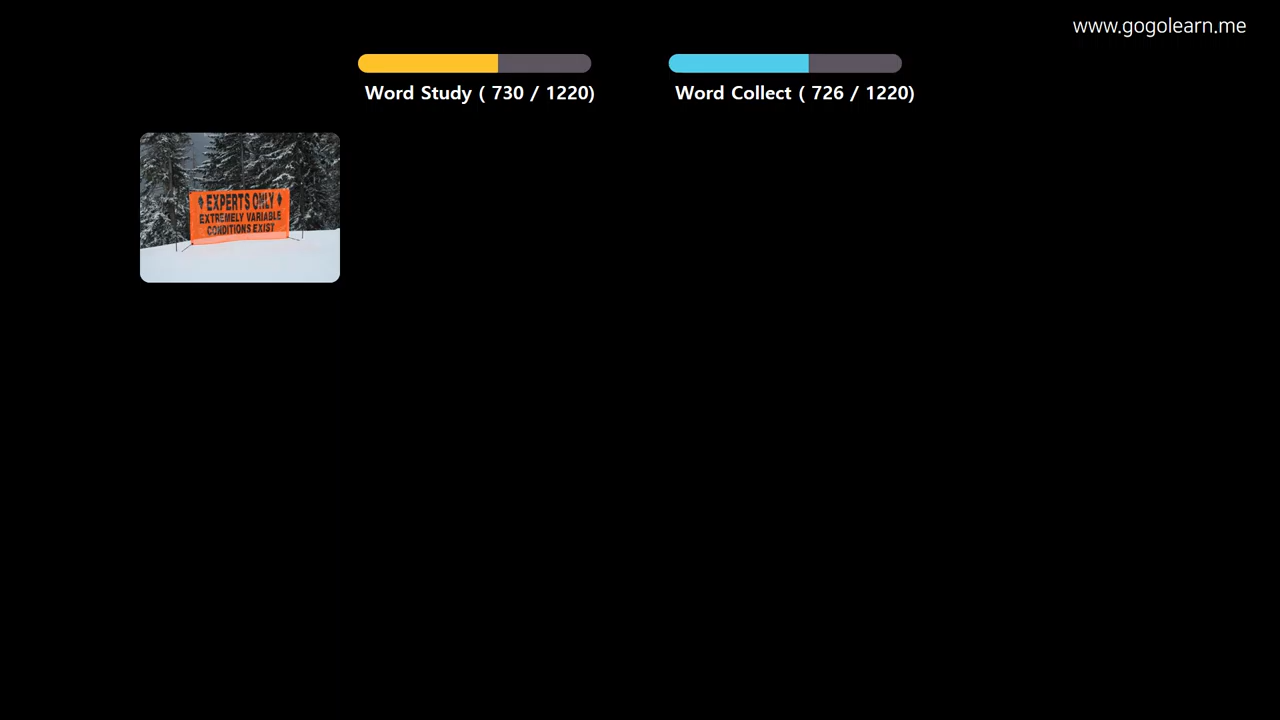 www.gogolearn.me
Word Study ( 730 / 1220)
Word Collect ( 726 / 1220)
EXPERTS ONLY
EXTREMELY VARIABLE
CONDITIONS EXIST